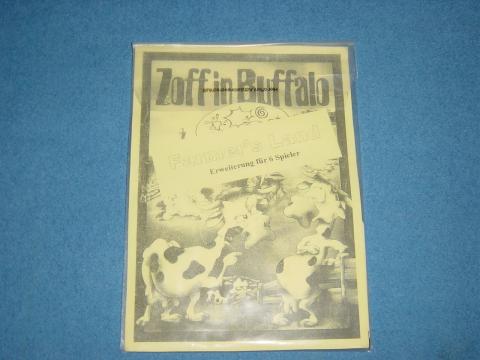 Zoff in Buffalo
Farmer's Land
Erweiterung für 6 Spieler